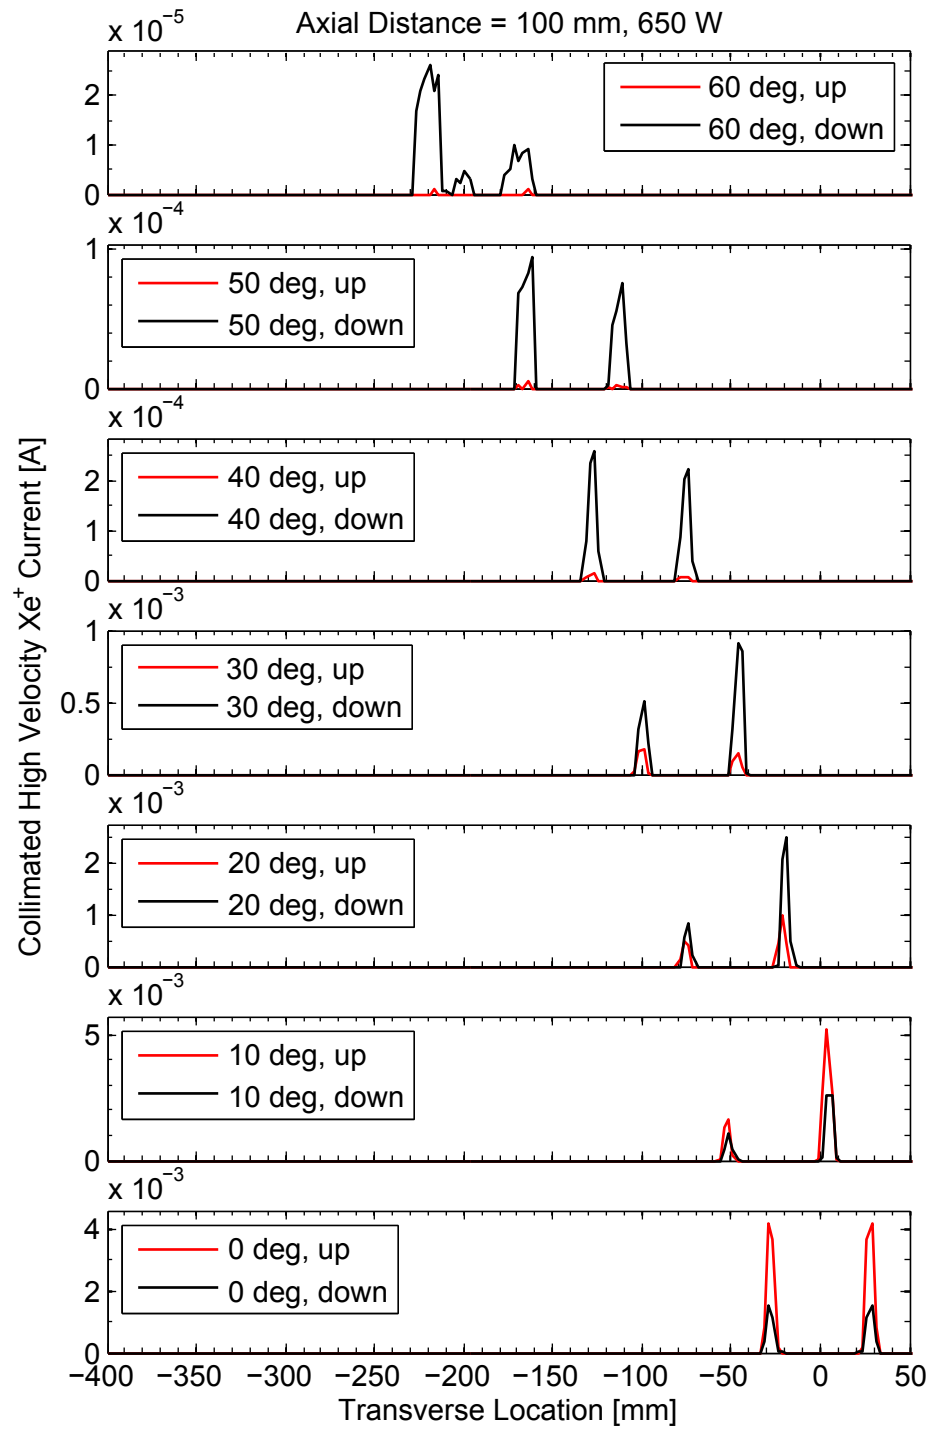 Axial Distance = 100 mm, 650 W
x 10⁻⁵
2
1
0
60 deg, up
60 deg, down
x 10⁻⁴
1
0
50 deg, up
50 deg, down
x 10⁻⁴
2
1
0
40 deg, up
40 deg, down
x 10⁻³
1
0.5
0
30 deg, up
30 deg, down
x 10⁻³
2
1
0
20 deg, up
20 deg, down
x 10⁻³
5
0
10 deg, up
10 deg, down
x 10⁻³
4
2
0
0 deg, up
0 deg, down
−400 −350 −300 −250 −200 −150 −100 −50 0 50
Transverse Location [mm]
Collimated High Velocity Xe⁺ Current [A]